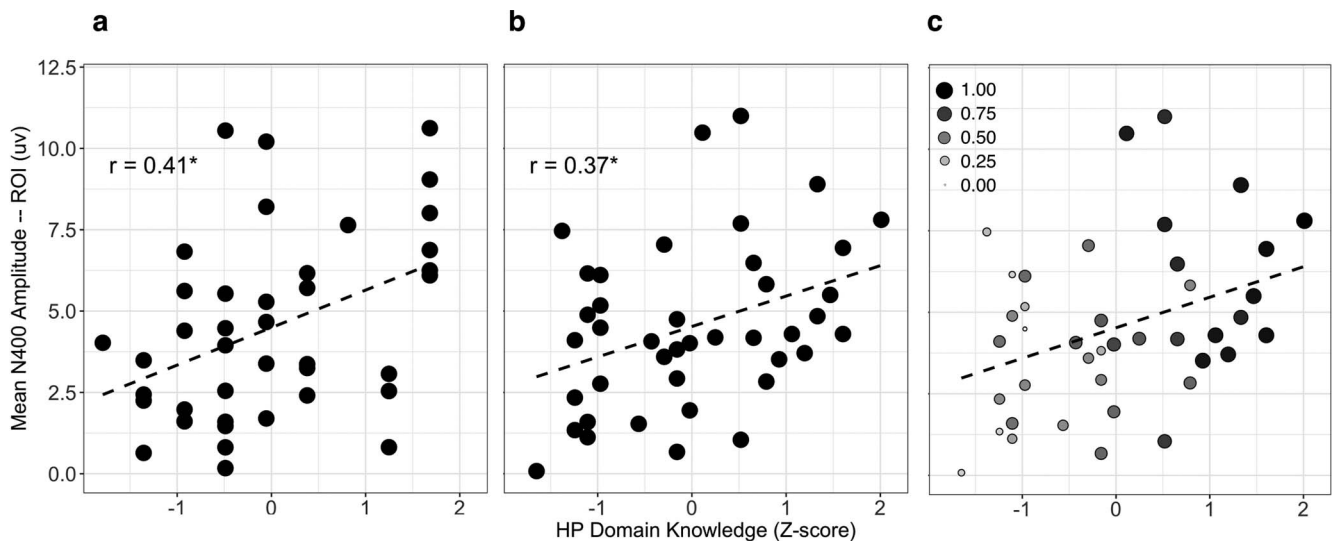 a b c
12.5
10.0
7.5
5.0
2.5
0.0
Mean N400 Amplitude -- ROI (uv)
r = 0.41*
r = 0.37*
1.00
0.75
0.50
0.25
0.00
-1 0 1 2
-1 0 1 2
-1 0 1 2
HP Domain Knowledge (Z-score)